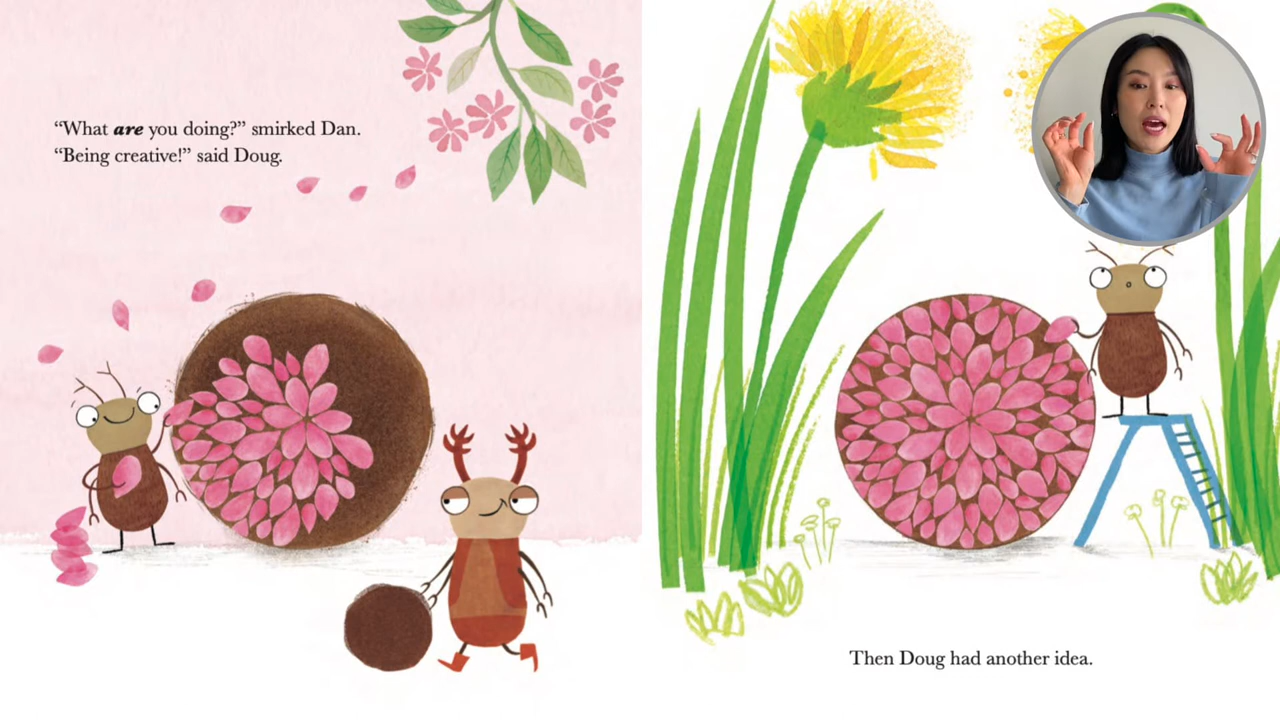 “What are you doing?” smirked Dan.
“Being creative!” said Doug.
Then Doug had another idea.